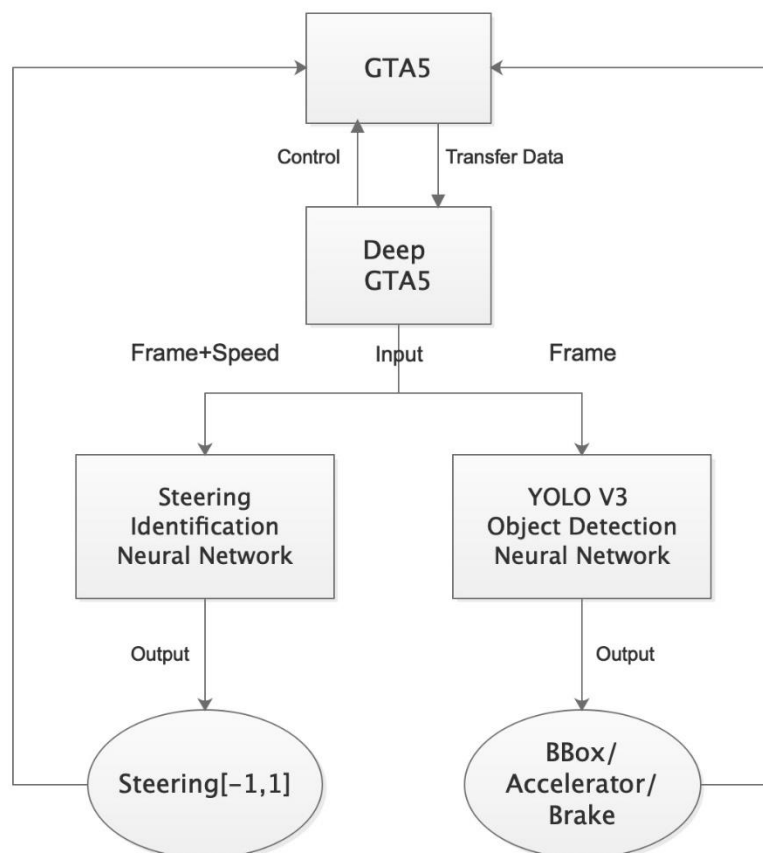 GTA5
Control
Transfer Data
Deep
GTA5
Frame+Speed
Input
Frame
Steering
Identification
Neural Network
YOLO V3
Object Detection
Neural Network
Output
Output
Steering[-1,1]
BBox/
Accelerator/
Brake